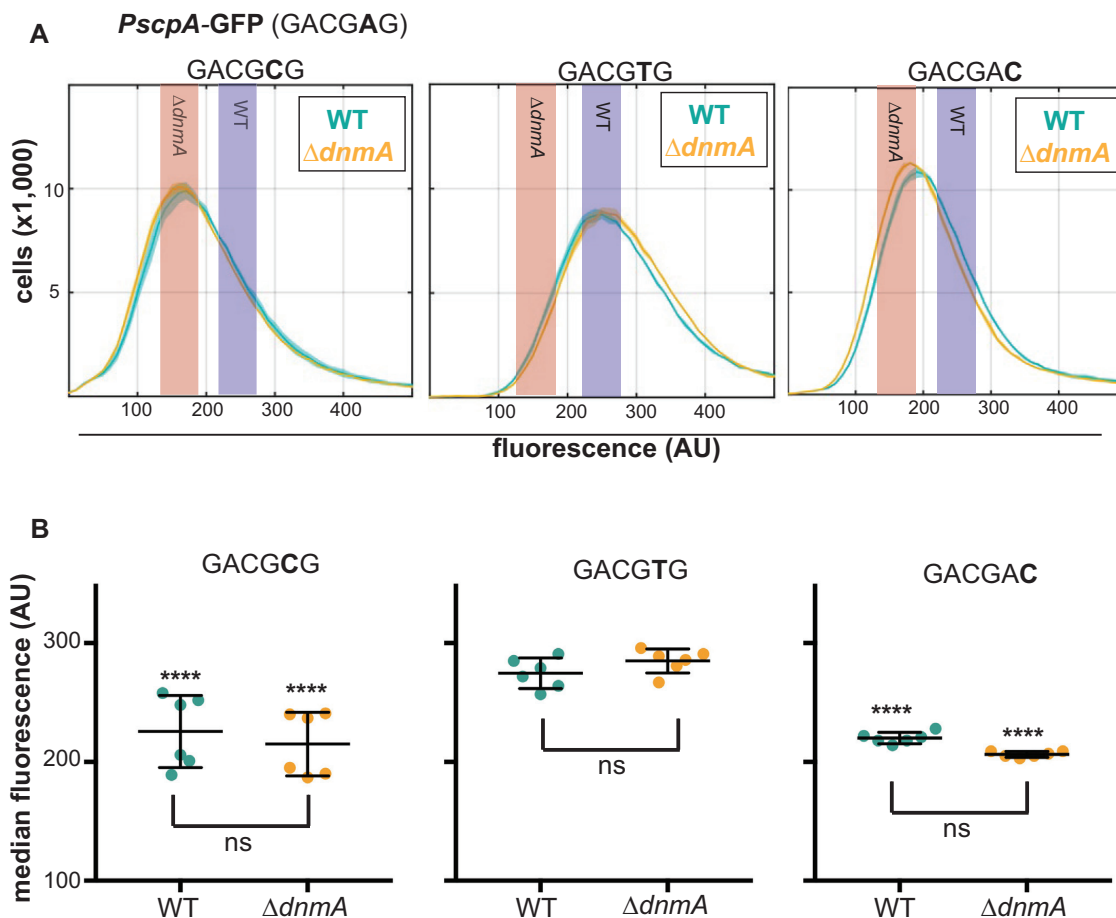 A
PscpA-GFP (GACGAG)
GACGCG
GACGTG
GACGAC
ΔdnmA
WT
WT
ΔdnmA
ΔdnmA
WT
WT
ΔdnmA
ΔdnmA
WT
WT
ΔdnmA
cells (x1,000)
10
5
100 200 300 400
100 200 300 400
100 200 300 400
fluorescence (AU)
B
GACGCG
GACGTG
GACGAC
median fluorescence (AU)
300
200
100
**** ****
ns
ns
**** ****
ns
WT ΔdnmA
WT ΔdnmA
WT ΔdnmA